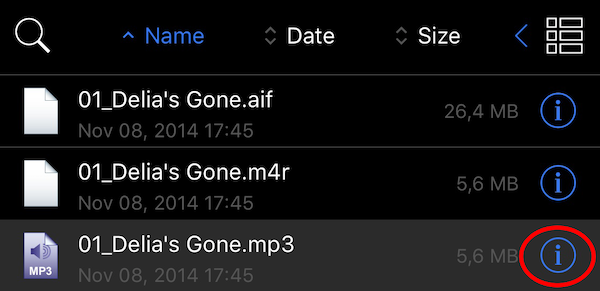 Name Date Size
01_Delia's Gone.aif
26,4 MB
Nov 08, 2014 17:45
01_Delia's Gone.m4r
5,6 MB
Nov 08, 2014 17:45
01_Delia's Gone.mp3
5,6 MB
MP3
Nov 08, 2014 17:45